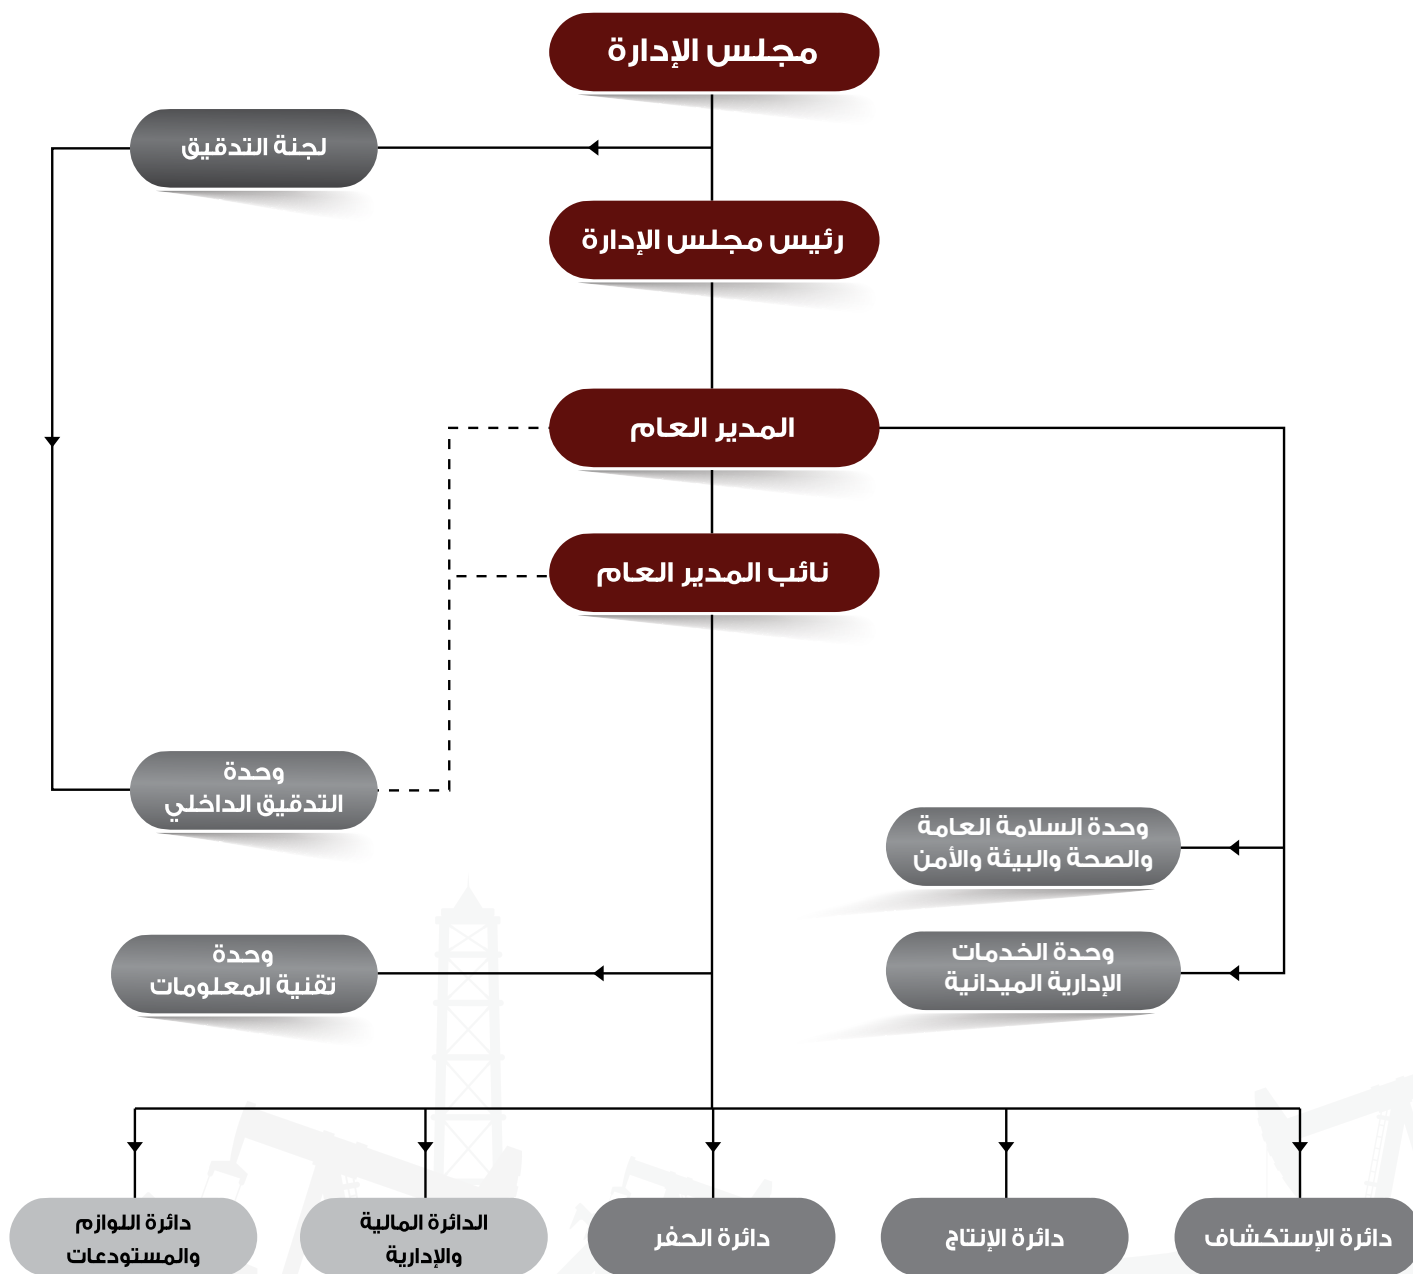 مجلس الإدارة
لجنة التدقيق
رئيس مجلس الإدارة
المدير العام
نائب المدير العام
وحدة
التدقيق الداخلي
وحدة السلامة العامة
والصحة والبيئة والأمن
وحدة الخدمات
الإدارية الميدانية
وحدة
تقنية المعلومات
دائرة الإستكشاف
دائرة الإنتاج
دائرة الحفر
الدائرة المالية
والإدارية
دائرة اللوازم
والمستودعات